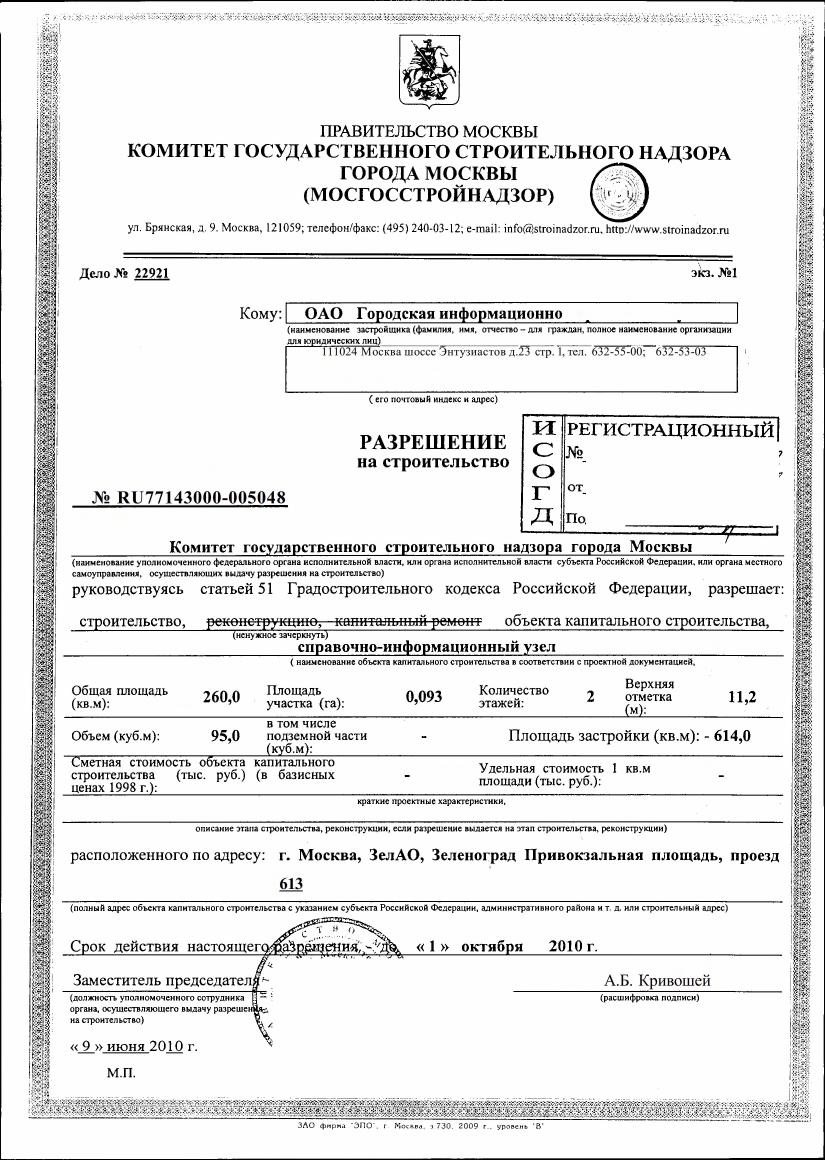 ПРАВИТЕЛЬСТВО МОСКВЫ
КОМИТЕТ ГОСУДАРСТВЕННОГО СТРОИТЕЛЬНОГО НАДЗОРА
ГОРОДА МОСКВЫ
(МОСГОССТРОЙНАДЗОР)
ул. Брянская, д. 9. Москва, 121059; телефон/факс: (495) 240-03-12; e-mail: info@stroinadzor.ru, http://www.stroinadzor.ru
Дело № 22921 экз. №1
Кому: ОАО Городская информационно
(наименование застройщика (фамилия, имя, отчество – для граждан, полное наименование организации
для юридических лиц)
111024 Москва шоссе Энтузиастов д.23 стр. 1, тел. 632-55-00; 632-53-03
( его почтовый индекс и адрес)
РАЗРЕШЕНИЕ
на строительство
ИСОГД
РЕГИСТРАЦИОННЫЙ
№
от
По
№ RU77143000-005048
Комитет государственного строительного надзора города Москвы
(наименование уполномоченного федерального органа исполнительной власти, или органа исполнительной власти субъекта Российской Федерации, или органа местного
самоуправления, осуществляющих выдачу разрешения на строительство)
руководствуясь статьей 51 Градостроительного кодекса Российской Федерации, разрешает:
строительство, реконструкцию, капитальный ремонт объекта капитального строительства,
(ненужное зачеркнуть)
справочно-информационный узел
( наименование объекта капитального строительства в соответствии с проектной документацией,
Общая площадь (кв.м): 260,0 Площадь участка (га): 0,093 Количество этажей: 2 Верхняя отметка (м): 11,2
Объем (куб.м): 95,0 в том числе подземной части (куб.м): - Площадь застройки (кв.м): - 614,0
Сметная стоимость объекта капитального
строительства (тыс. руб.) (в базисных
ценах 1998 г.): -
Удельная стоимость 1 кв.м
площади (тыс. руб.): -
краткие проектные характеристики,
описание этапа строительства, реконструкции, если разрешение выдается на этап строительства, реконструкции)
расположенного по адресу: г. Москва, ЗелАО, Зеленоград Привокзальная площадь, проезд
613
(полный адрес объекта капитального строительства с указанием субъекта Российской Федерации, административного района и т. д. или строительный адрес)
Срок действия настоящего разрешения - до « 1 » октября 2010 г.
Заместитель председателя А.Б. Кривошей
(должность уполномоченного сотрудника
органа, осуществляющего выдачу разрешения
на строительство)
(расшифровка подписи)
« 9 » июня 2010 г.
М.П.
ЗАО фирма "ЭПО", г. Москва, з 730, 2009 г., уровень "В"